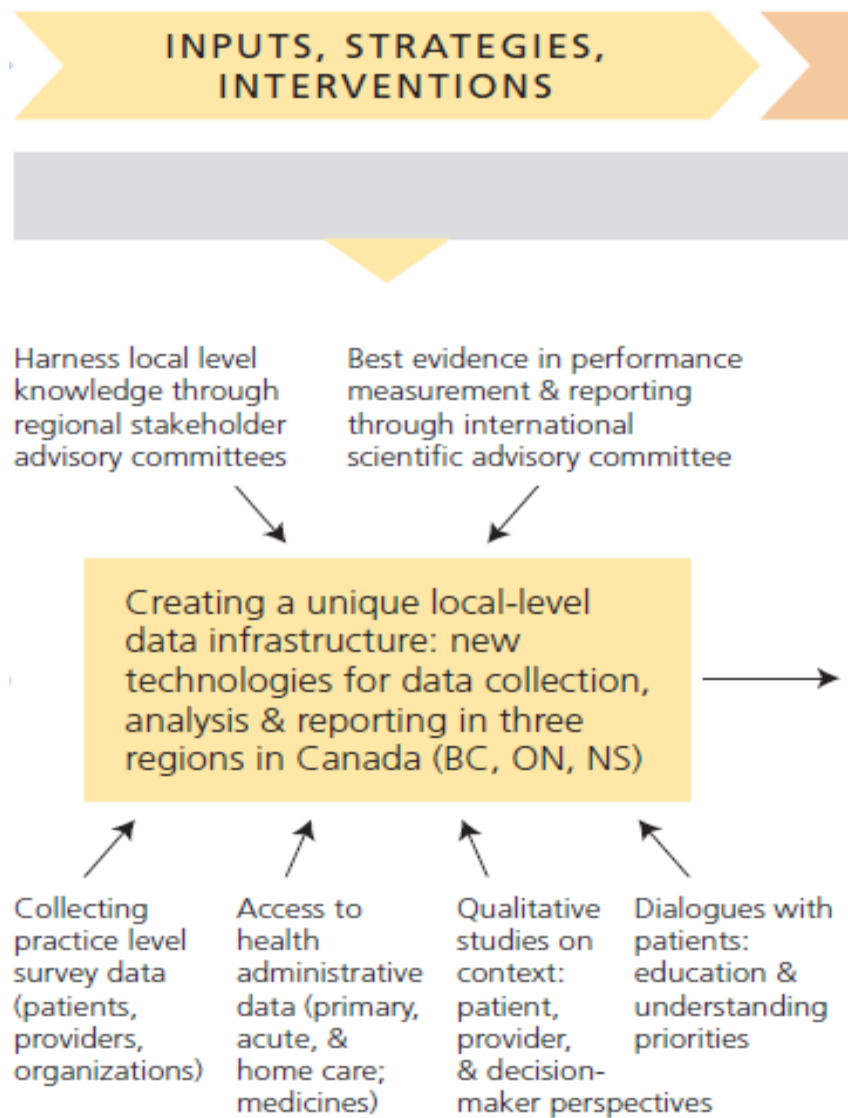 INPUTS, STRATEGIES,
INTERVENTIONS
Harness local level
knowledge through
regional stakeholder
advisory committees
Best evidence in performance
measurement & reporting
through international
scientific advisory committee
Creating a unique local-level
data infrastructure: new
technologies for data collection,
analysis & reporting in three
regions in Canada (BC, ON, NS)
Collecting
practice level
survey data
(patients,
providers,
organizations)
Access to
health
administrative
data (primary,
acute, &
home care;
medicines)
Qualitative
studies on
context:
patient,
provider,
& decision-
maker perspectives
Dialogues with
patients:
education &
understanding
priorities